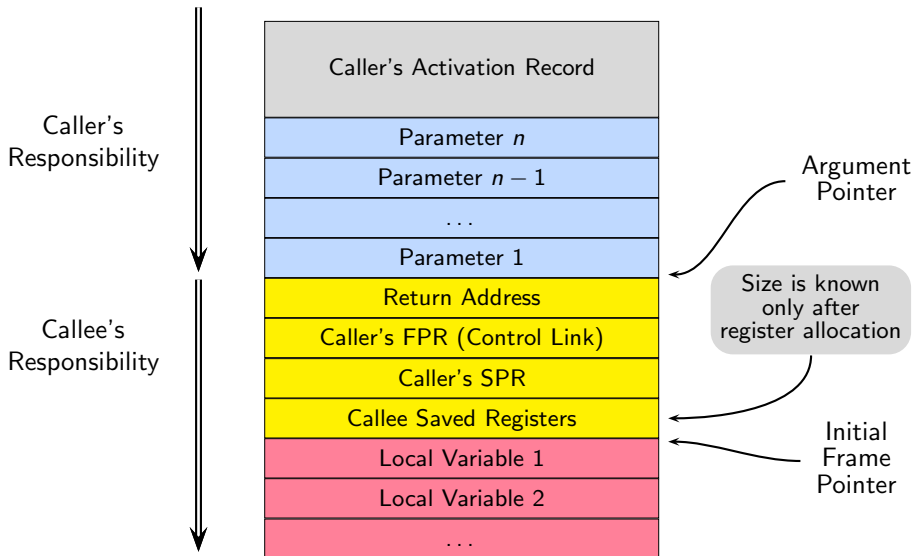 Caller's Activation Record
Caller's
Responsibility
Parameter n
Parameter n − 1
...
Parameter 1
Argument
Pointer
Return Address
Caller's FPR (Control Link)
Caller's SPR
Callee Saved Registers
Callee's
Responsibility
Size is known
only after
register allocation
Local Variable 1
Local Variable 2
...
Initial
Frame
Pointer